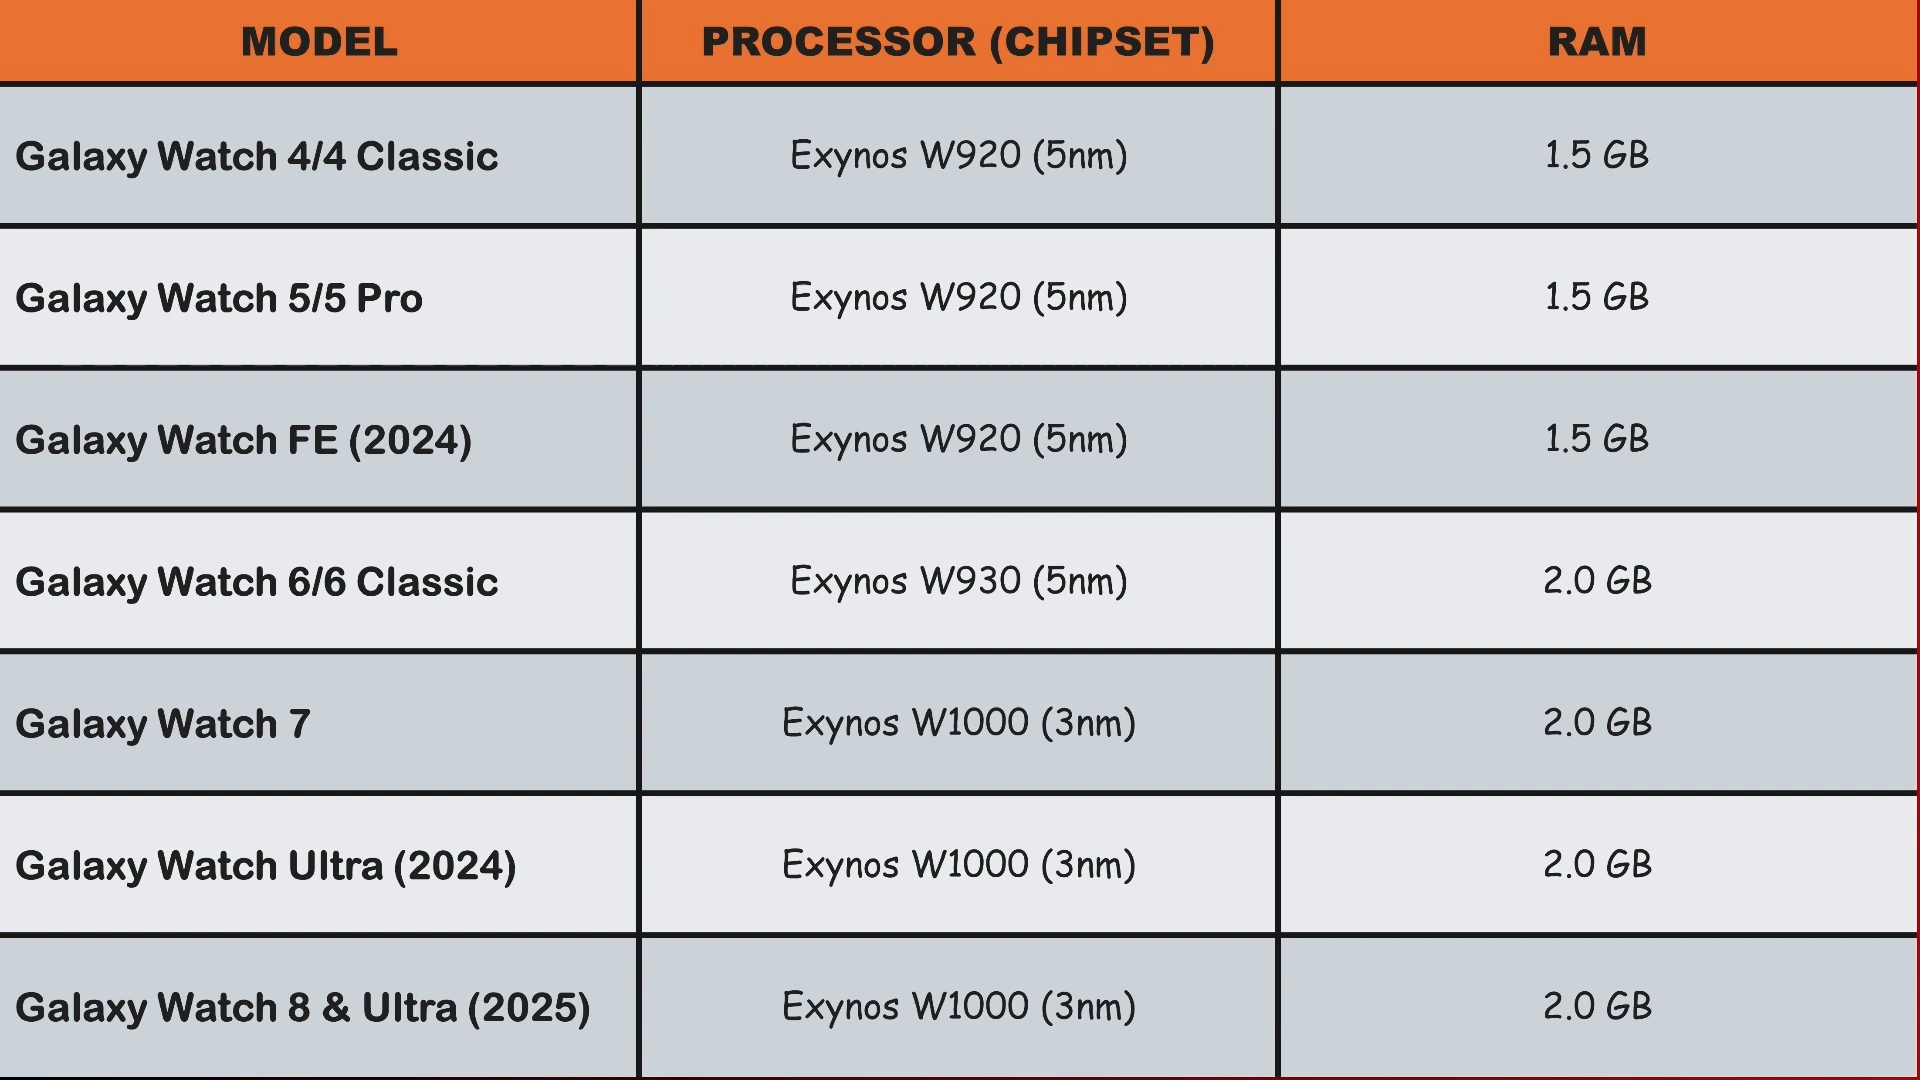 MODEL PROCESSOR (CHIPSET) RAM
Galaxy Watch 4/4 Classic Exynos W920 (5nm) 1.5 GB
Galaxy Watch 5/5 Pro Exynos W920 (5nm) 1.5 GB
Galaxy Watch FE (2024) Exynos W920 (5nm) 1.5 GB
Galaxy Watch 6/6 Classic Exynos W930 (5nm) 2.0 GB
Galaxy Watch 7 Exynos W1000 (3nm) 2.0 GB
Galaxy Watch Ultra (2024) Exynos W1000 (3nm) 2.0 GB
Galaxy Watch 8 & Ultra (2025) Exynos W1000 (3nm) 2.0 GB